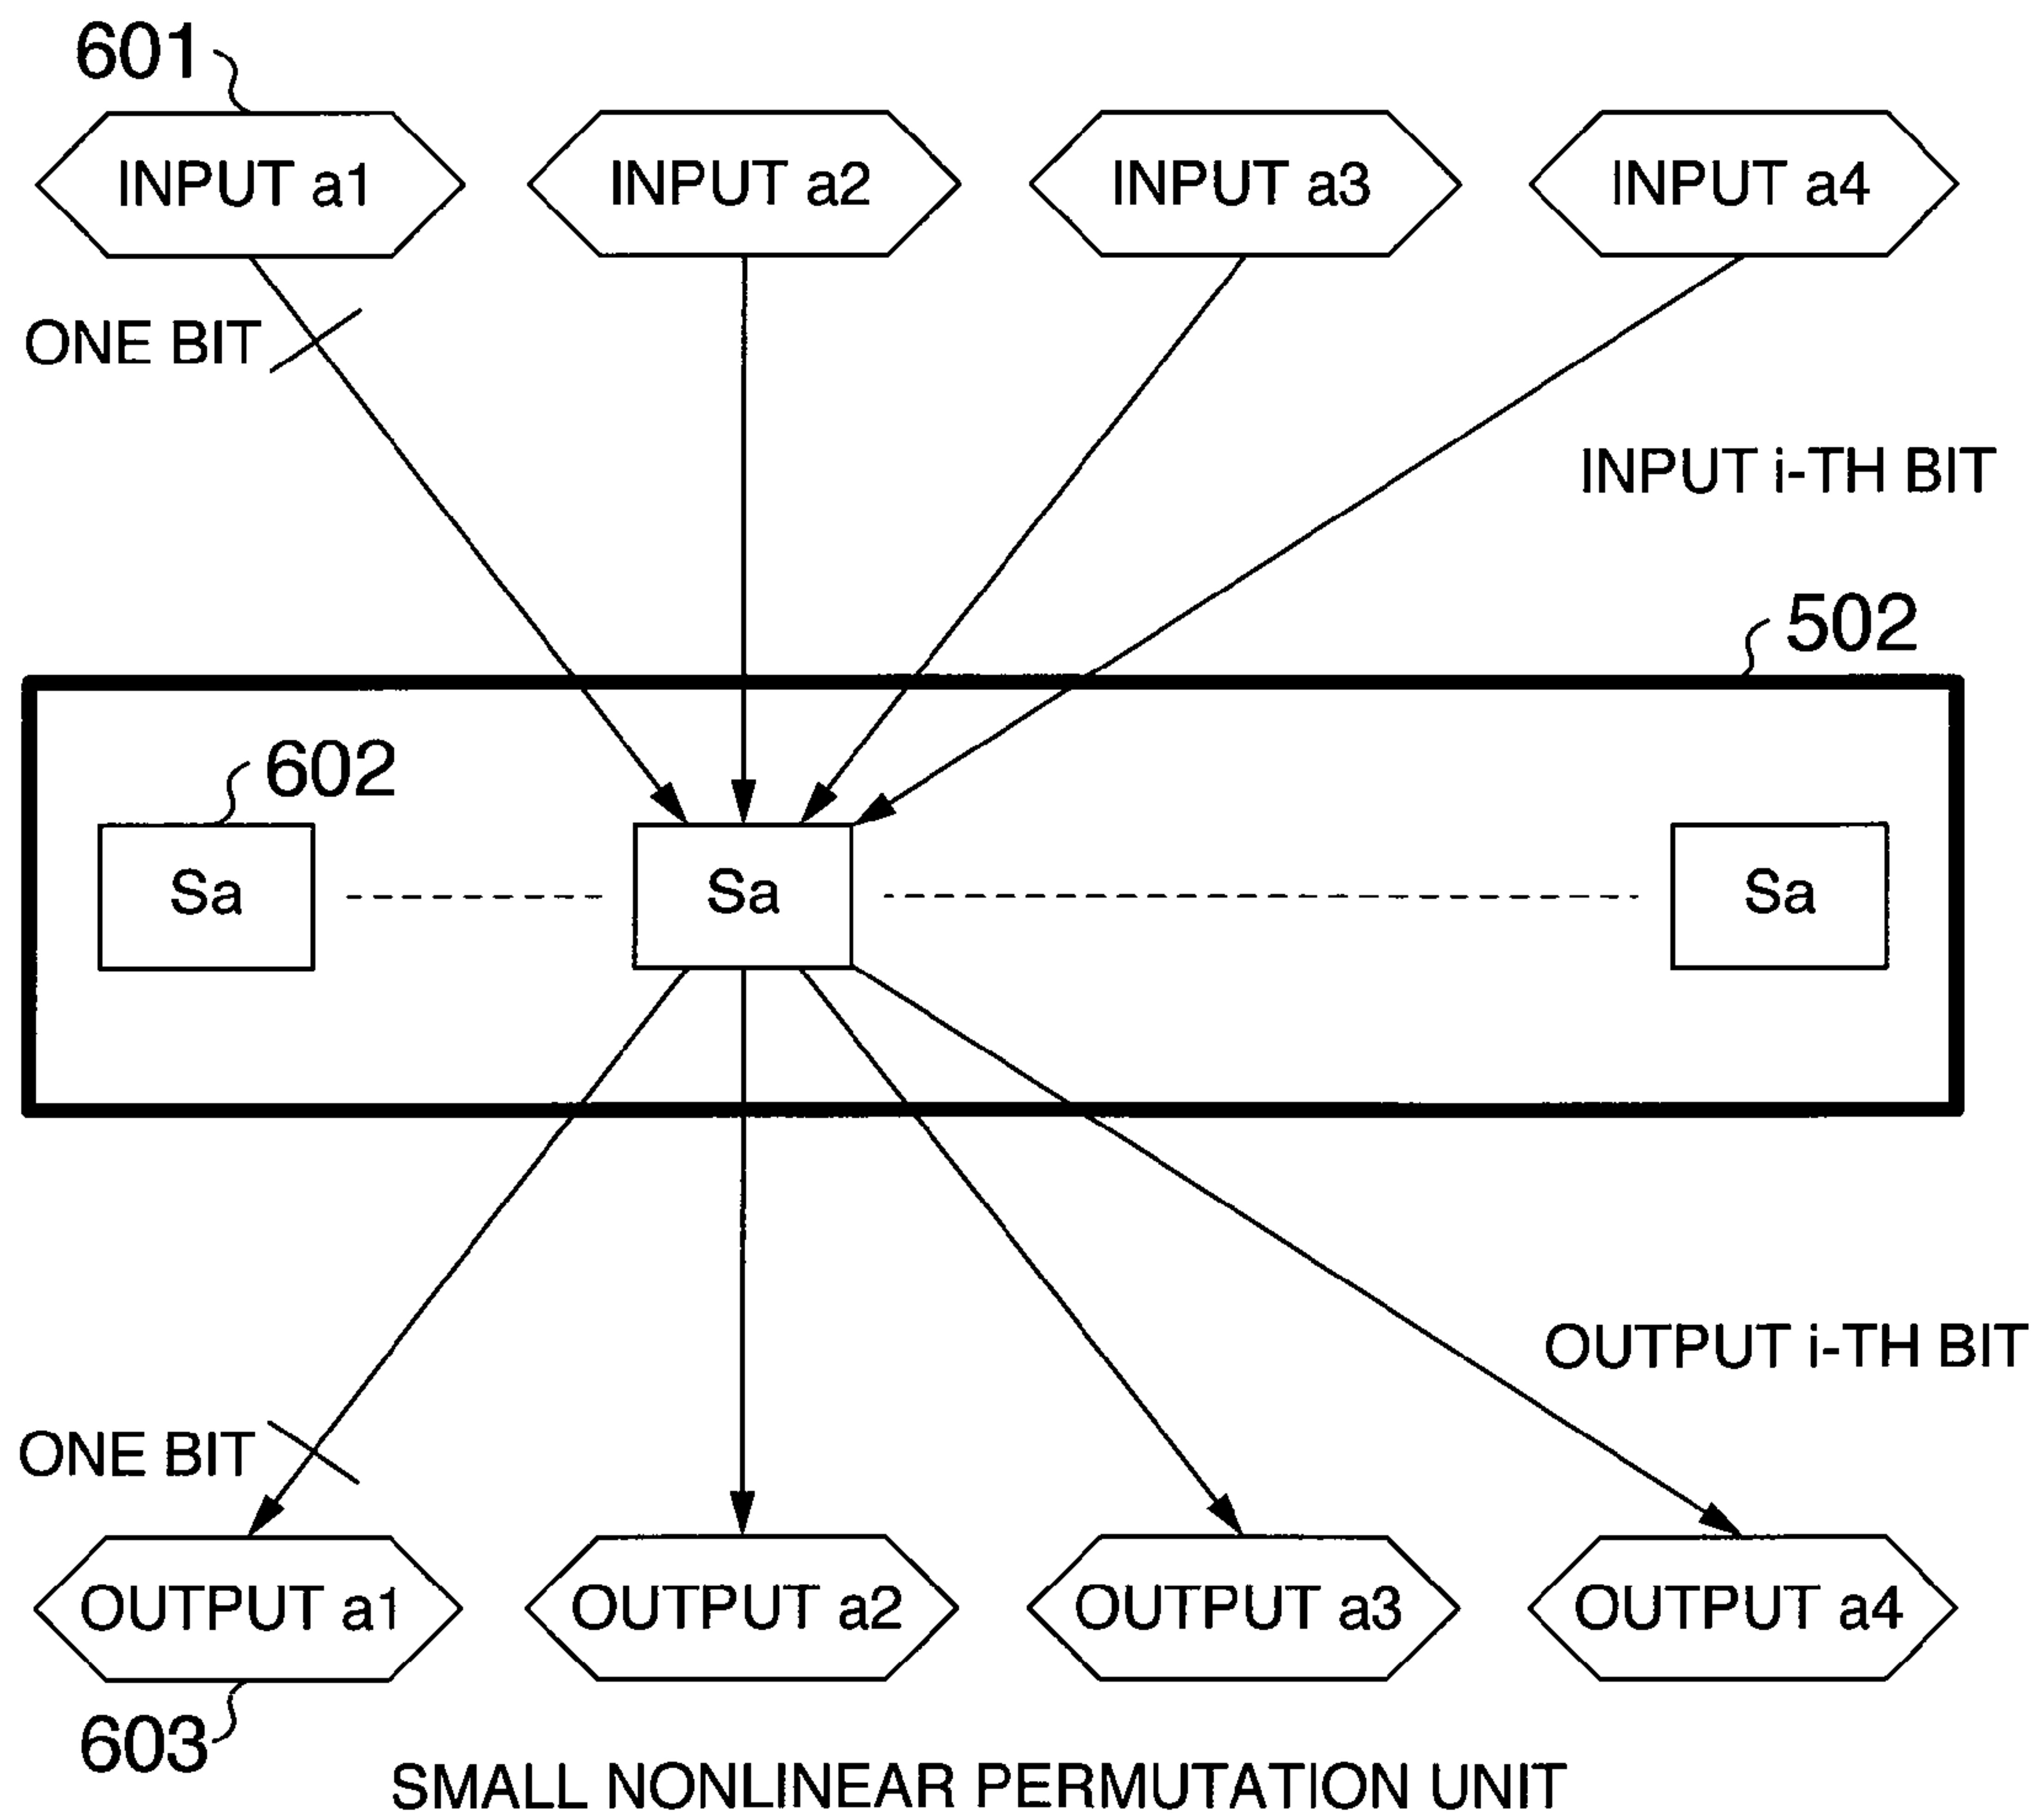 601
INPUT a1
INPUT a2
INPUT a3
INPUT a4
ONE BIT
INPUT i-TH BIT
502
602
Sa
Sa
Sa
OUTPUT i-TH BIT
ONE BIT
OUTPUT a1
OUTPUT a2
OUTPUT a3
OUTPUT a4
603
SMALL NONLINEAR PERMUTATION UNIT